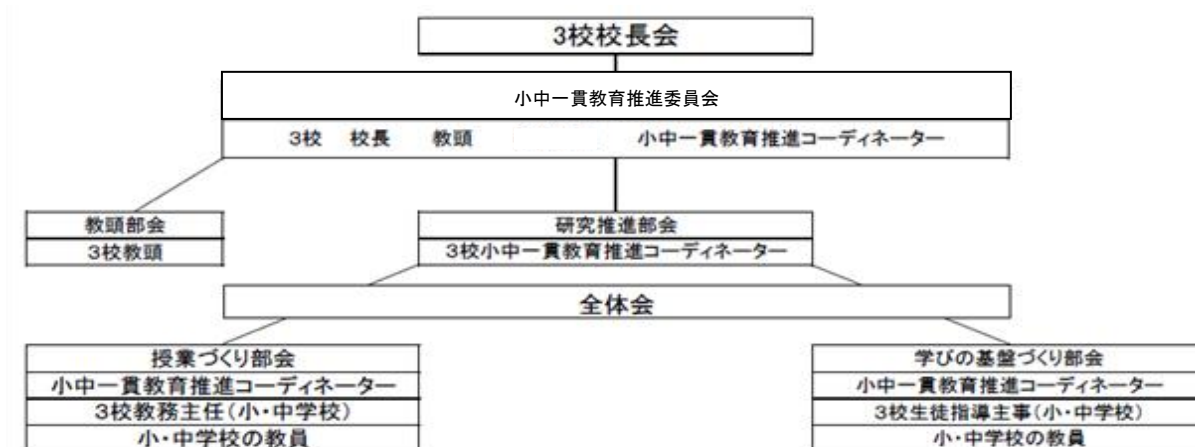 3校校長会
小中一貫教育推進委員会
3校 校長 教頭 小中一貫教育推進コーディネーター
教頭部会
3校教頭
研究推進部会
3校小中一貫教育推進コーディネーター
全体会
授業づくり部会
小中一貫教育推進コーディネーター
3校教務主任(小・中学校)
小・中学校の教員
学びの基盤づくり部会
小中一貫教育推進コーディネーター
3校生徒指導主事(小・中学校)
小・中学校の教員